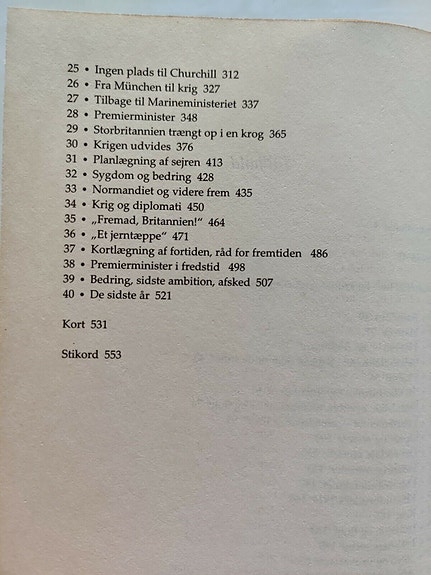 25 • Ingen plads til Churchill 312
26 • Fra München til krig 327
27 • Tilbage til Marineministeriet 337
28 • Premierminister 348
29 • Storbritannien trængt op i en krog 365
30 • Krigen udvides 376
31 • Planlægning af sejren 413
32 • Sygdom og bedring 428
33 • Normandiet og videre frem 435
34 • Krig og diplomati 450
35 • „Fremad, Britannien!“ 464
36 • „Et jerntæppe“ 471
37 • Kortlægning af fortiden, råd for fremtiden 486
38 • Premierminister i fredstid 498
39 • Bedring, sidste ambition, afsked 507
40 • De sidste år 521
Kort 531
Stikord 553